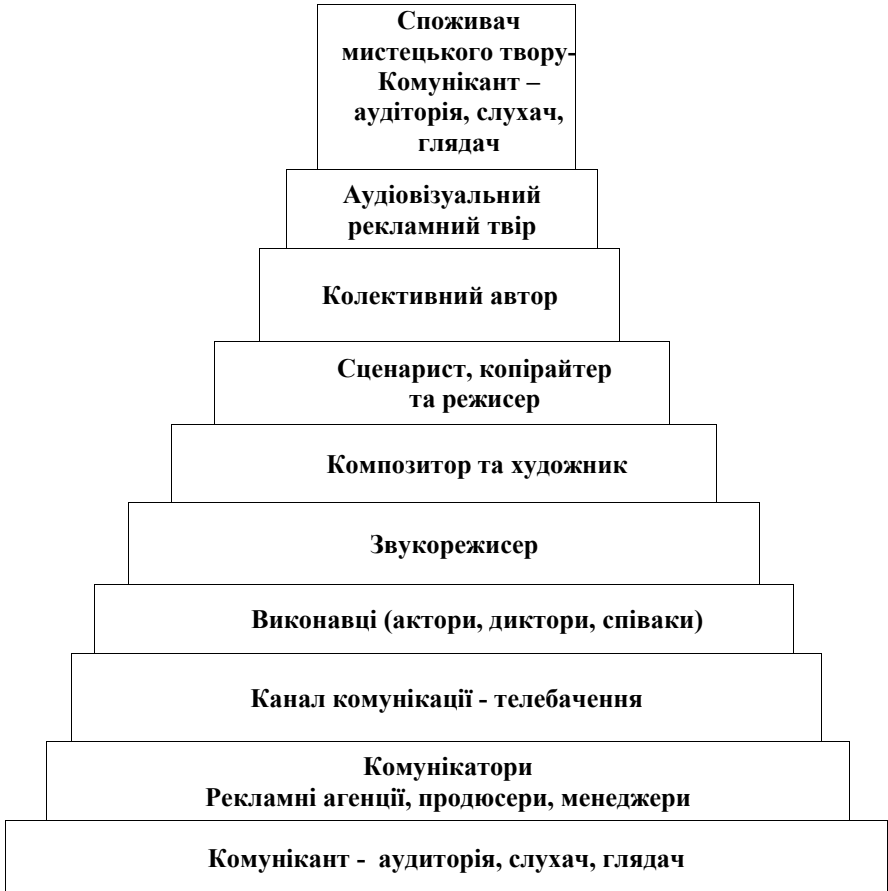 Споживач
мистецького твору-
Комунікант –
аудіторія, слухач,
глядач
Аудіовізуальний
рекламний твір
Колективний автор
Сценарист, копірайтер
та режисер
Композитор та художник
Звукорежисер
Виконавці (актори, диктори, співаки)
Канал комунікації - телебачення
Комунікатори
Рекламні агенції, продюсери, менеджери
Комунікант - аудиторія, слухач, глядач